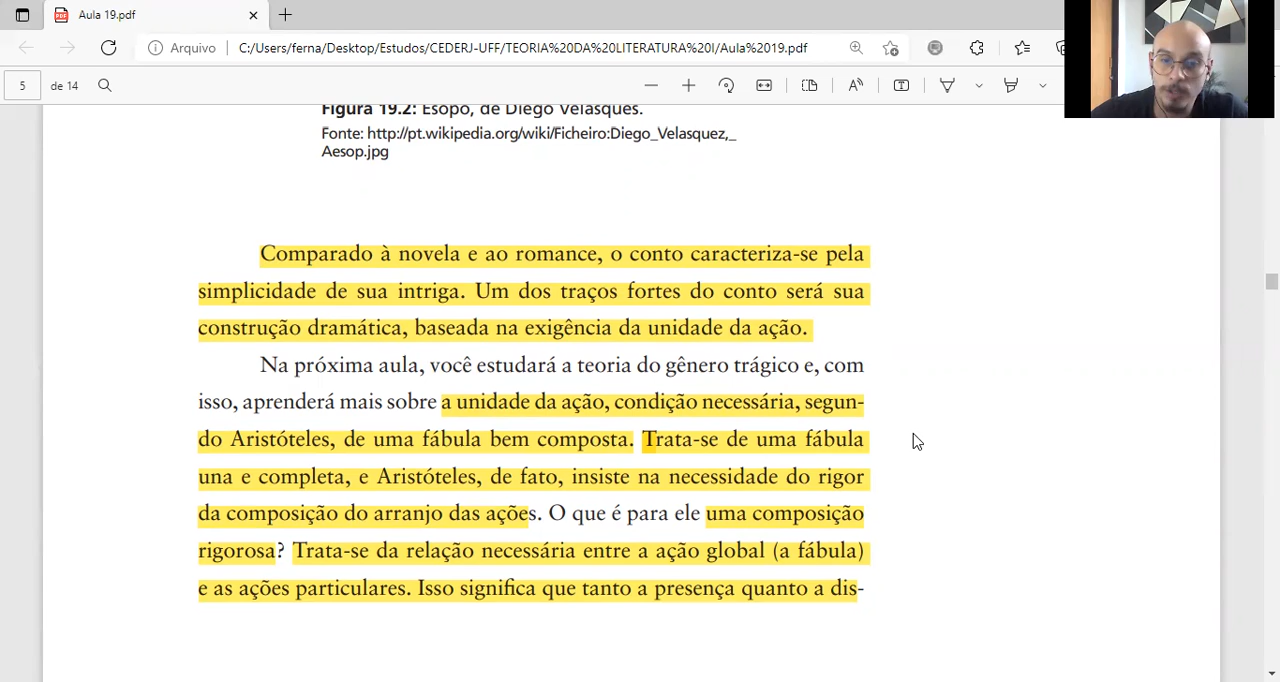 Aula 19.pdf
Arquivo C:/Users/ferna/Desktop/Estudos/CEDERJ-UFF/TEORIA%20DA%20LITERATURA%20I/Aula%2019.pdf
5 de 14
Figura 19.2: Esopo, de Diego Velasques.
Fonte: http://pt.wikipedia.org/wiki/Ficheiro:Diego_Velasquez,_
Aesop.jpg
Comparado à novela e ao romance, o conto caracteriza-se pela
simplicidade de sua intriga. Um dos traços fortes do conto será sua
construção dramática, baseada na exigência da unidade da ação.
Na próxima aula, você estudará a teoria do gênero trágico e, com
isso, aprenderá mais sobre a unidade da ação, condição necessária, segun-
do Aristóteles, de uma fábula bem composta. Trata-se de uma fábula
una e completa, e Aristóteles, de fato, insiste na necessidade do rigor
da composição do arranjo das ações. O que é para ele uma composição
rigorosa? Trata-se da relação necessária entre a ação global (a fábula)
e as ações particulares. Isso significa que tanto a presença quanto a dis-